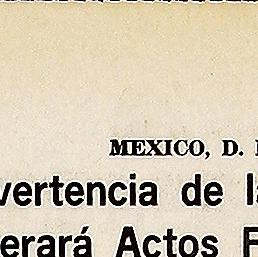 MEXICO, D.
vertencia de
erará Actos